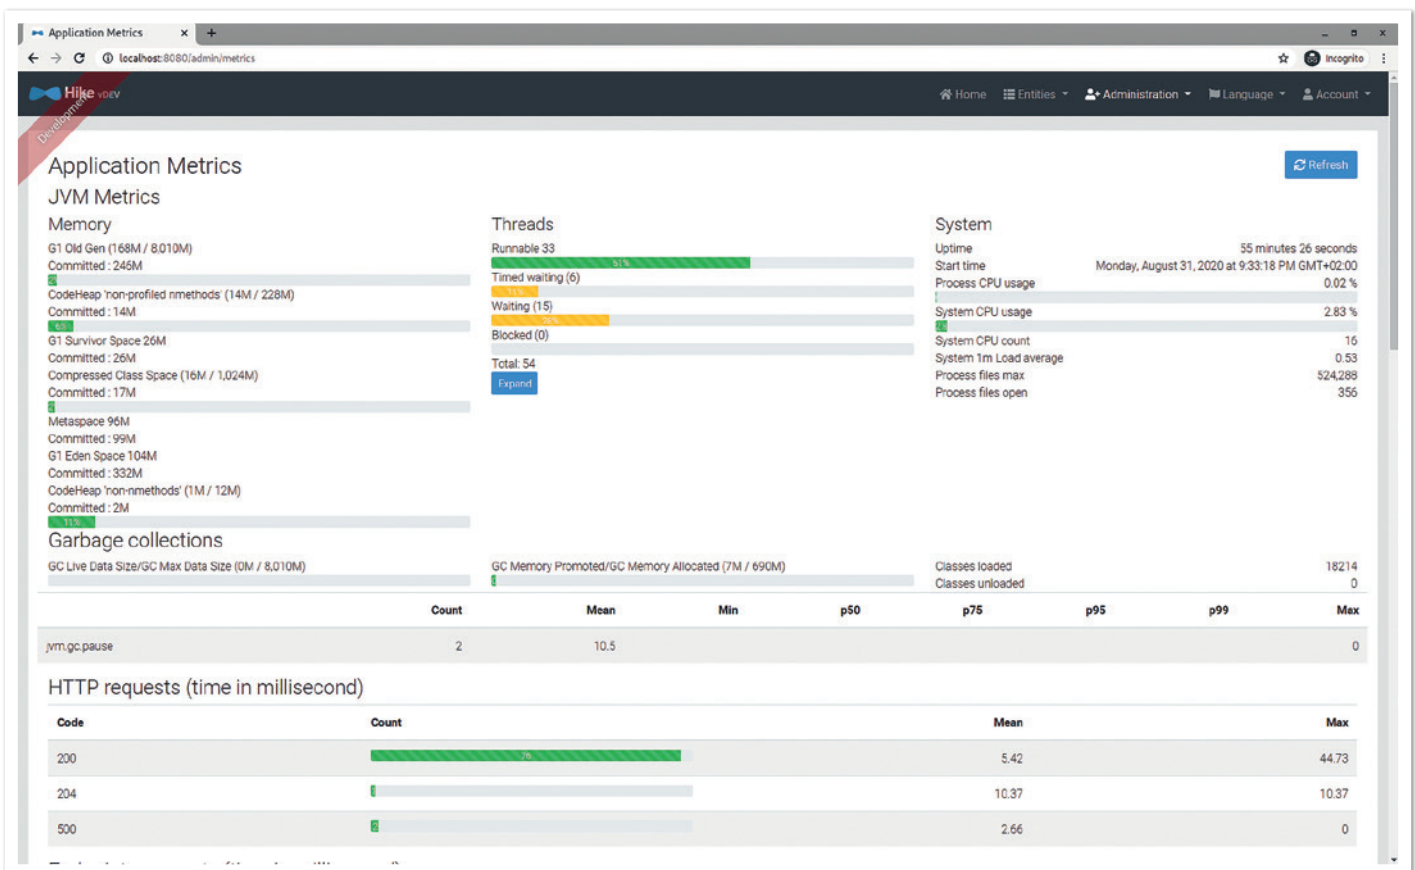 Application Metrics x +
localhost:8080/admin/metrics Incognito
Hike vDEV Home Entities Administration Language Account
Development
Application Metrics Refresh
JVM Metrics
Memory Threads System
G1 Old Gen (168M / 8,010M) Runnable 33 Uptime 55 minutes 26 seconds
Committed : 246M 61% Start time Monday, August 31, 2020 at 9:33:18 PM GMT+02:00
Timed waiting (6) Process CPU usage 0.02 %
CodeHeap 'non-profiled nmethods' (14M / 228M) 11%
Committed : 14M Waiting (15) System CPU usage 2.83 %
G1 Survivor Space 26M Blocked (0) System CPU count 16
Committed : 26M System 1m Load average 0.53
Compressed Class Space (16M / 1,024M) Total: 54 Process files max 524,288
Committed : 17M Expand Process files open 356
Metaspace 96M
Committed : 99M
G1 Eden Space 104M
Committed : 332M
CodeHeap 'non-nmethods' (1M / 12M)
Committed : 2M
11%
Garbage collections
GC Live Data Size/GC Max Data Size (0M / 8,010M) GC Memory Promoted/GC Memory Allocated (7M / 690M) Classes loaded 18214
Classes unloaded 0
Count Mean Min p50 p75 p95 p99 Max
jvm.gc.pause 2 10.5 0
HTTP requests (time in millisecond)
Code Count Mean Max
200 76 5.42 44.73
204 1 10.37 10.37
500 2 2.66 0